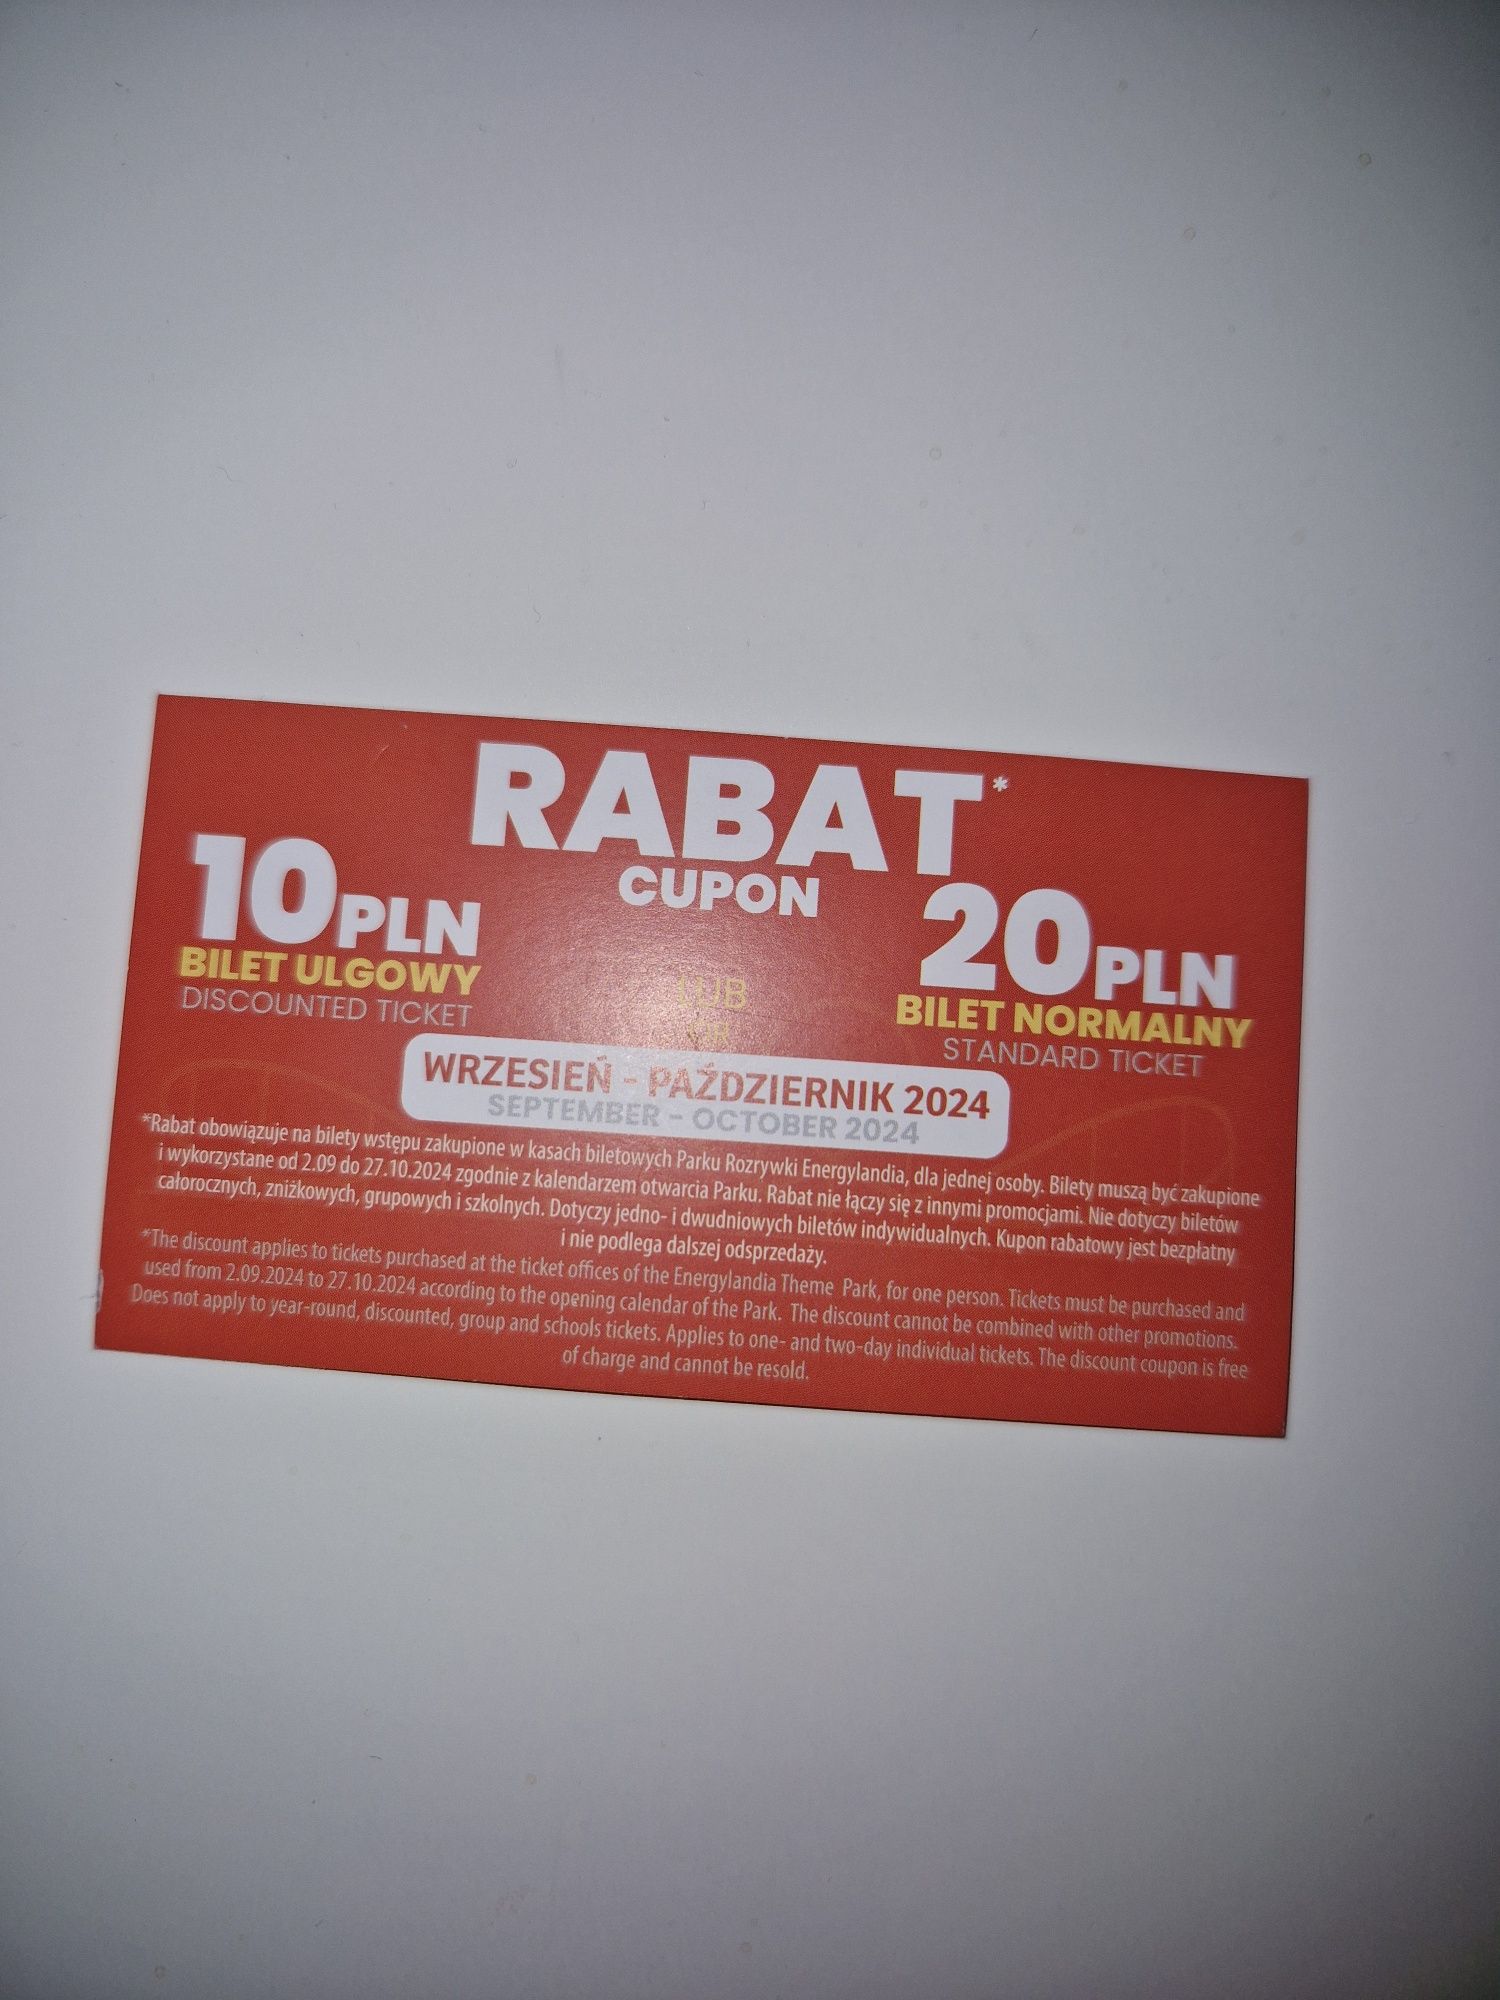 RABAT*
CUPON
10PLN
BILET ULGOWY
DISCOUNTED TICKET
LUB
OR
20PLN
BILET NORMALNY
STANDARD TICKET
WRZESIEŃ - PAŹDZIERNIK 2024
SEPTEMBER - OCTOBER 2024
*Rabat obowiązuje na bilety wstępu zakupione w kasach biletowych Parku Rozrywki Energylandia, dla jednej osoby. Bilety muszą być zakupione
i wykorzystane od 2.09 do 27.10.2024 zgodnie z kalendarzem otwarcia Parku. Rabat nie łączy się z innymi promocjami. Nie dotyczy biletów
całorocznych, zniżkowych, grupowych i szkolnych. Dotyczy jedno- i dwudniowych biletów indywidualnych. Kupon rabatowy jest bezpłatny
i nie podlega dalszej odsprzedaży.
*The discount applies to tickets purchased at the ticket offices of the Energylandia Theme Park, for one person. Tickets must be purchased and
used from 2.09.2024 to 27.10.2024 according to the opening calendar of the Park. The discount cannot be combined with other promotions.
Does not apply to year-round, discounted, group and schools tickets. Applies to one- and two-day individual tickets. The discount coupon is free
of charge and cannot be resold.